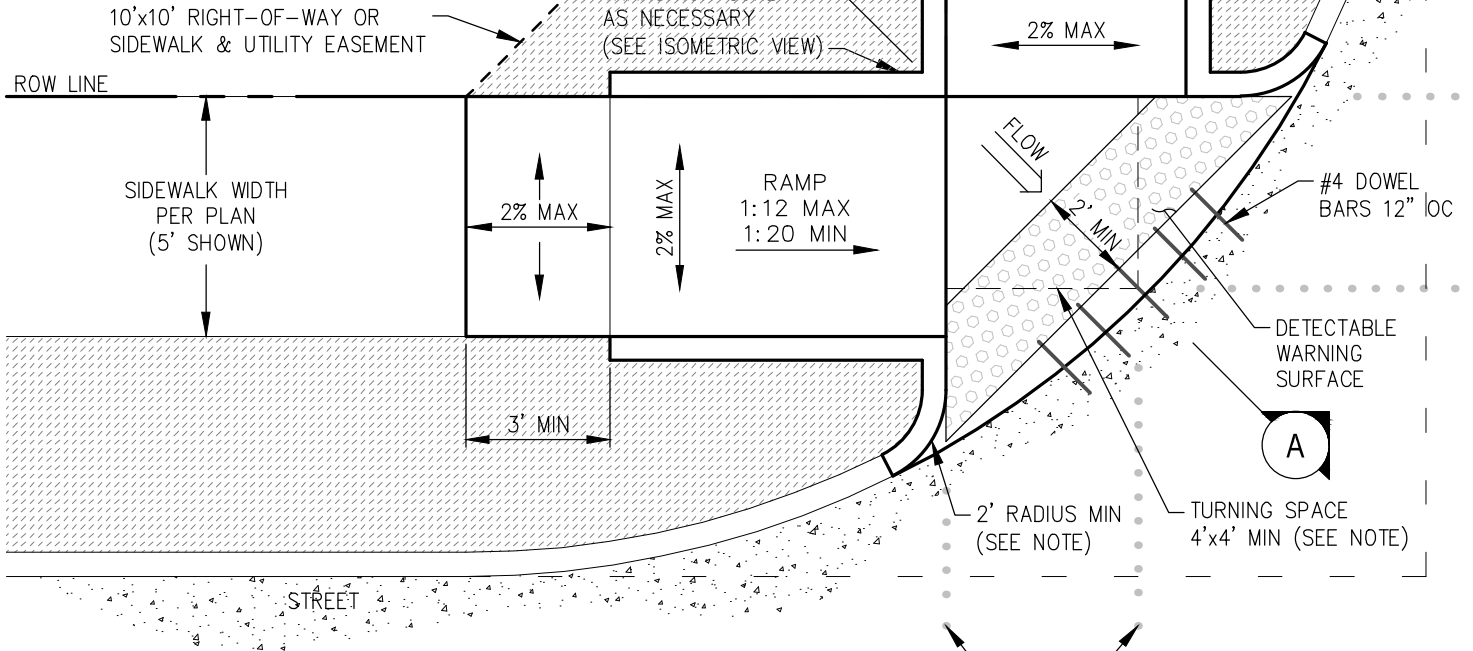 10'x10' RIGHT-OF-WAY OR
SIDEWALK & UTILITY EASEMENT
AS NECESSARY
(SEE ISOMETRIC VIEW)
2% MAX
ROW LINE
SIDEWALK WIDTH
PER PLAN
(5' SHOWN)
2% MAX
2% MAX
RAMP
1:12 MAX
1:20 MIN
FLOW
2' MIN
#4 DOWEL
BARS 12" OC
DETECTABLE
WARNING
SURFACE
3' MIN
A
2' RADIUS MIN
(SEE NOTE)
TURNING SPACE
4'x4' MIN (SEE NOTE)
STREET